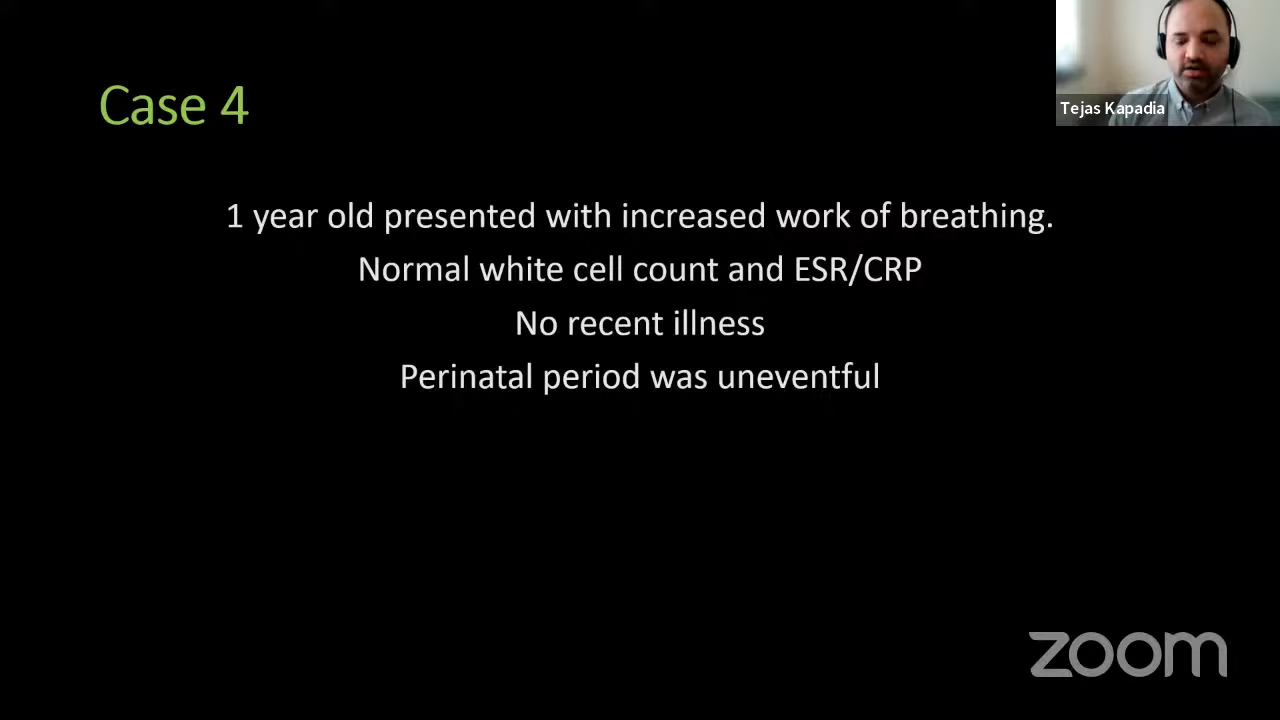 Case 4
Tejas Kapadia
1 year old presented with increased work of breathing.
Normal white cell count and ESR/CRP
No recent illness
Perinatal period was uneventful
zoom